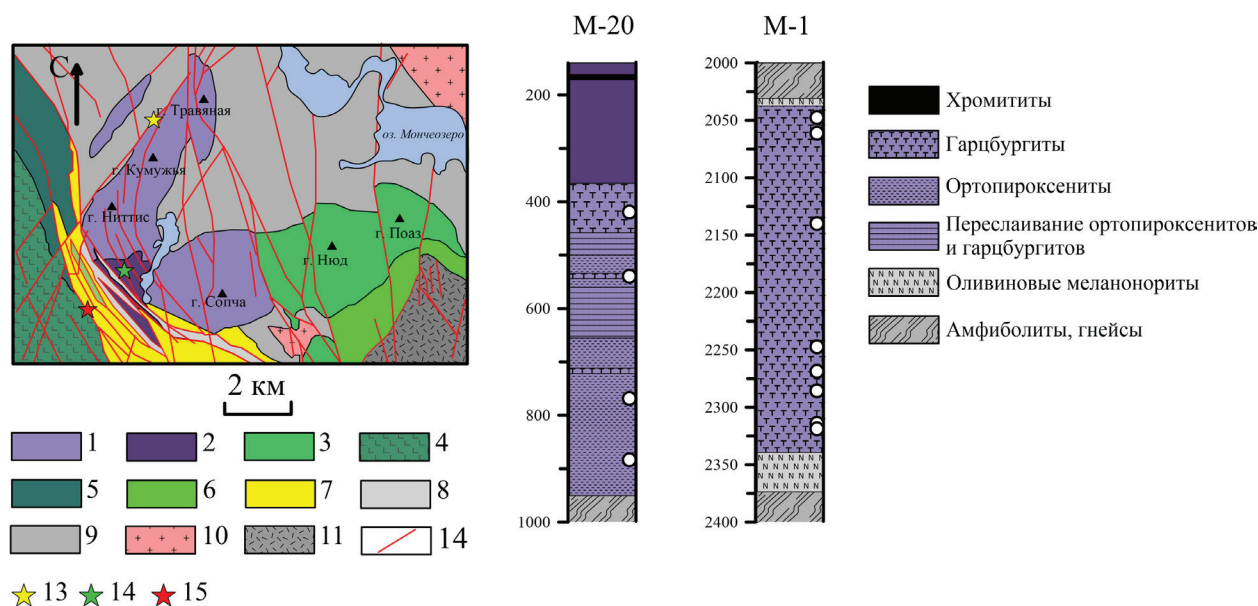 С
г. Травяная
оз. Мончеозеро
г. Кумужья
г. Ниттис
г. Поаз
г. Нюд
г. Сопча
2 км
1
2
3
4
5
6
7
8
9
10
11
14
13
14
15
М-20
200
400
600
800
1000
М-1
2000
2050
2100
2150
2200
2250
2300
2350
2400
Хромититы
Гарцбургиты
Ортопироксениты
Переслаивание ортопироксенитов
и гарцбургитов
Оливиновые меланонориты
Амфиболиты, гнейсы